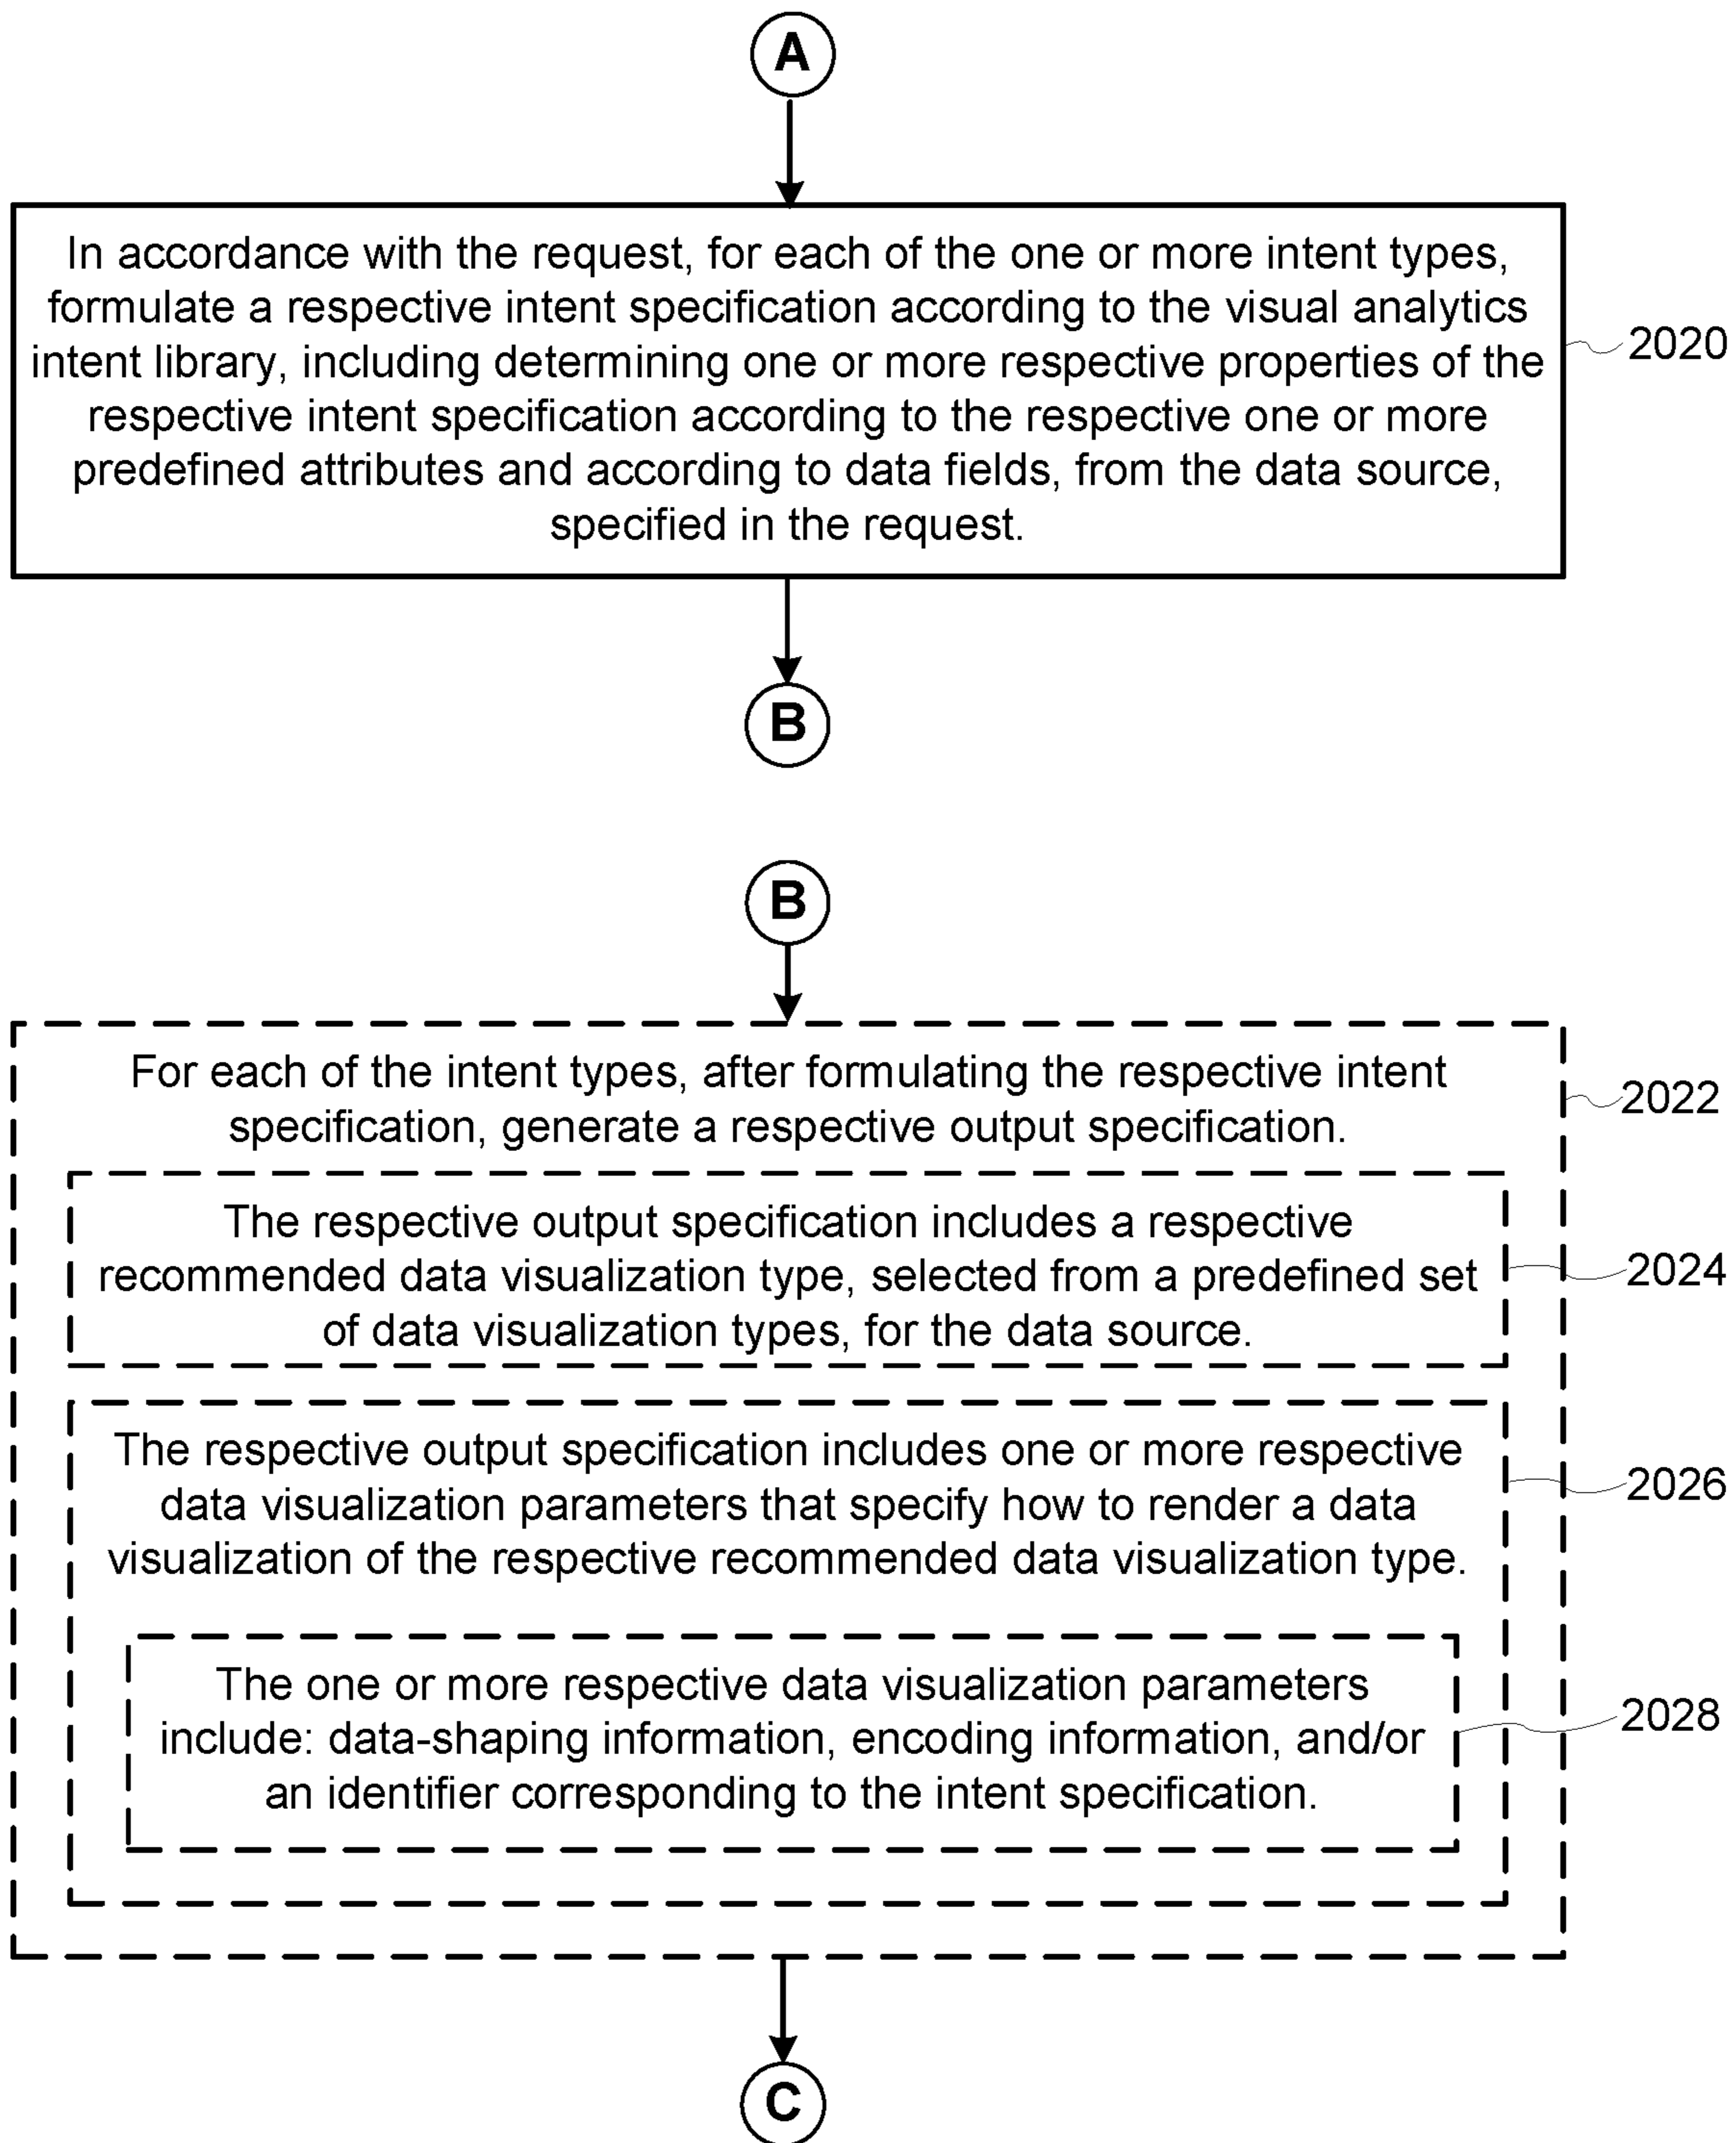 A
In accordance with the request, for each of the one or more intent types,
formulate a respective intent specification according to the visual analytics
intent library, including determining one or more respective properties of the
respective intent specification according to the respective one or more
predefined attributes and according to data fields, from the data source,
specified in the request.
2020
B
B
For each of the intent types, after formulating the respective intent
specification, generate a respective output specification.
2022
The respective output specification includes a respective
recommended data visualization type, selected from a predefined set
of data visualization types, for the data source.
2024
The respective output specification includes one or more respective
data visualization parameters that specify how to render a data
visualization of the respective recommended data visualization type.
2026
The one or more respective data visualization parameters
include: data-shaping information, encoding information, and/or
an identifier corresponding to the intent specification.
2028
C